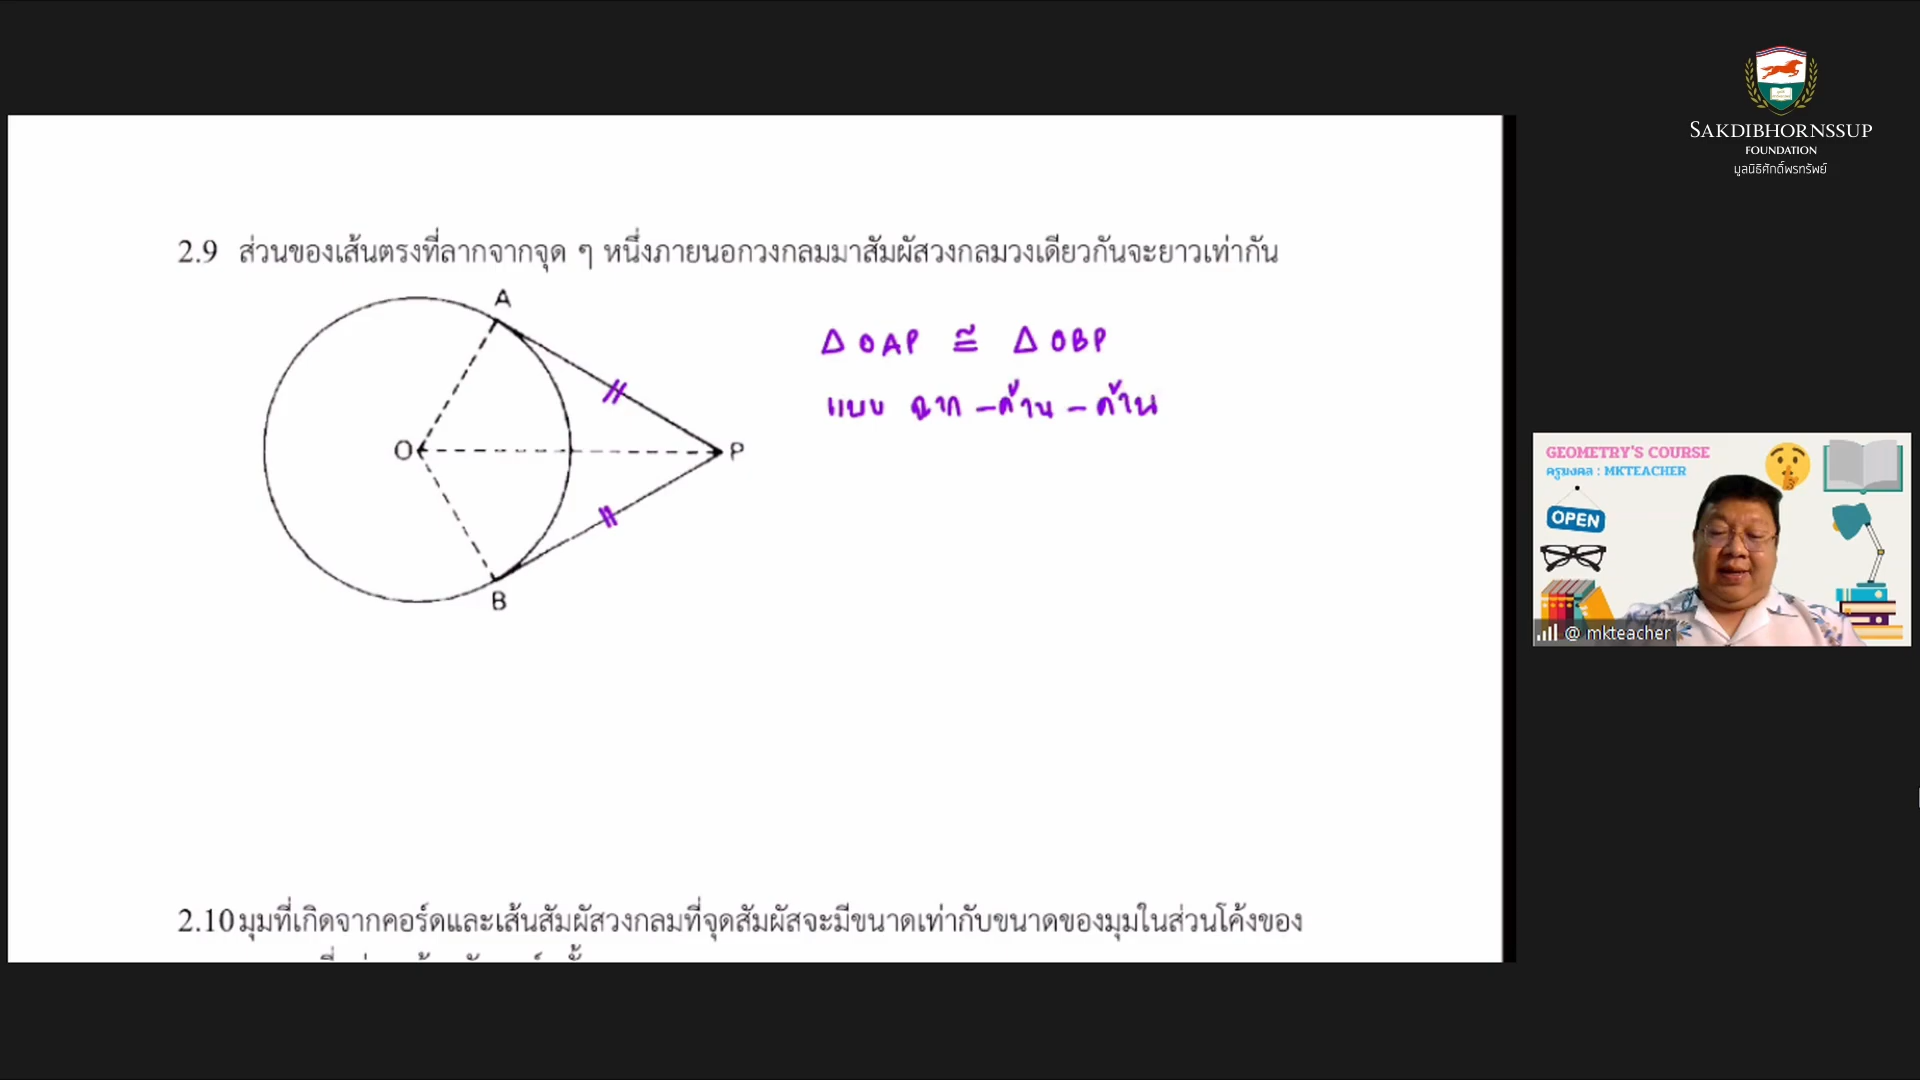 SAKDIBHORNSSUP
FOUNDATION
มูลนิธิศักดิ์พรทรัพย์
2.9 ส่วนของเส้นตรงที่ลากจากจุด ๆ หนึ่งภายนอกวงกลมมาสัมผัสวงกลมวงเดียวกันจะยาวเท่ากัน
A
O
P
B
Δ OAP ≅ Δ OBP
แบบ ฉาก - ด้าน - ด้าน
GEOMETRY'S COURSE
ครูมงคล : MKTEACHER
OPEN
@ mkteacher
2.10 มุมที่เกิดจากคอร์ดและเส้นสัมผัสวงกลมที่จุดสัมผัสจะมีขนาดเท่ากับขนาดของมุมในส่วนโค้งของ